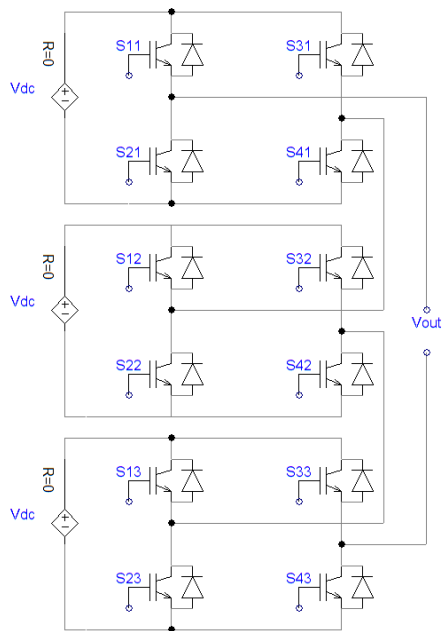 R=0
Vdc
+ −
S11
S31
S21
S41
R=0
Vdc
+ −
S12
S32
S22
S42
Vout
R=0
Vdc
+ −
S13
S33
S23
S43